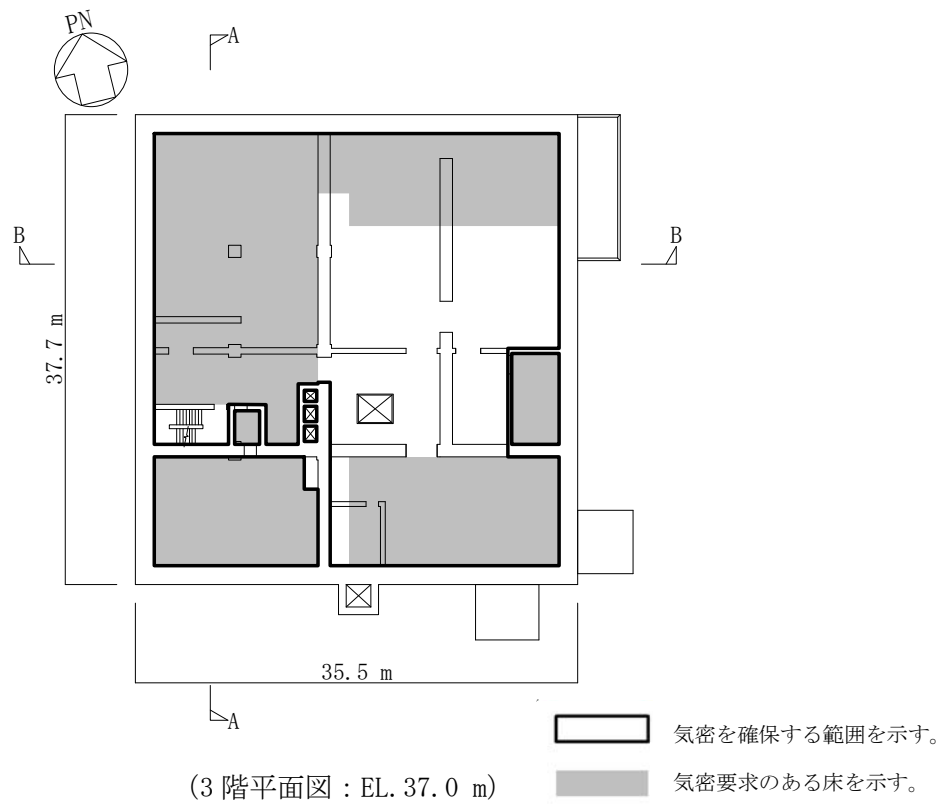 PN
A
B
B
37.7 m
35.5 m
A
気密を確保する範囲を示す。
(3 階平面図：EL.37.0 m)
気密要求のある床を示す。